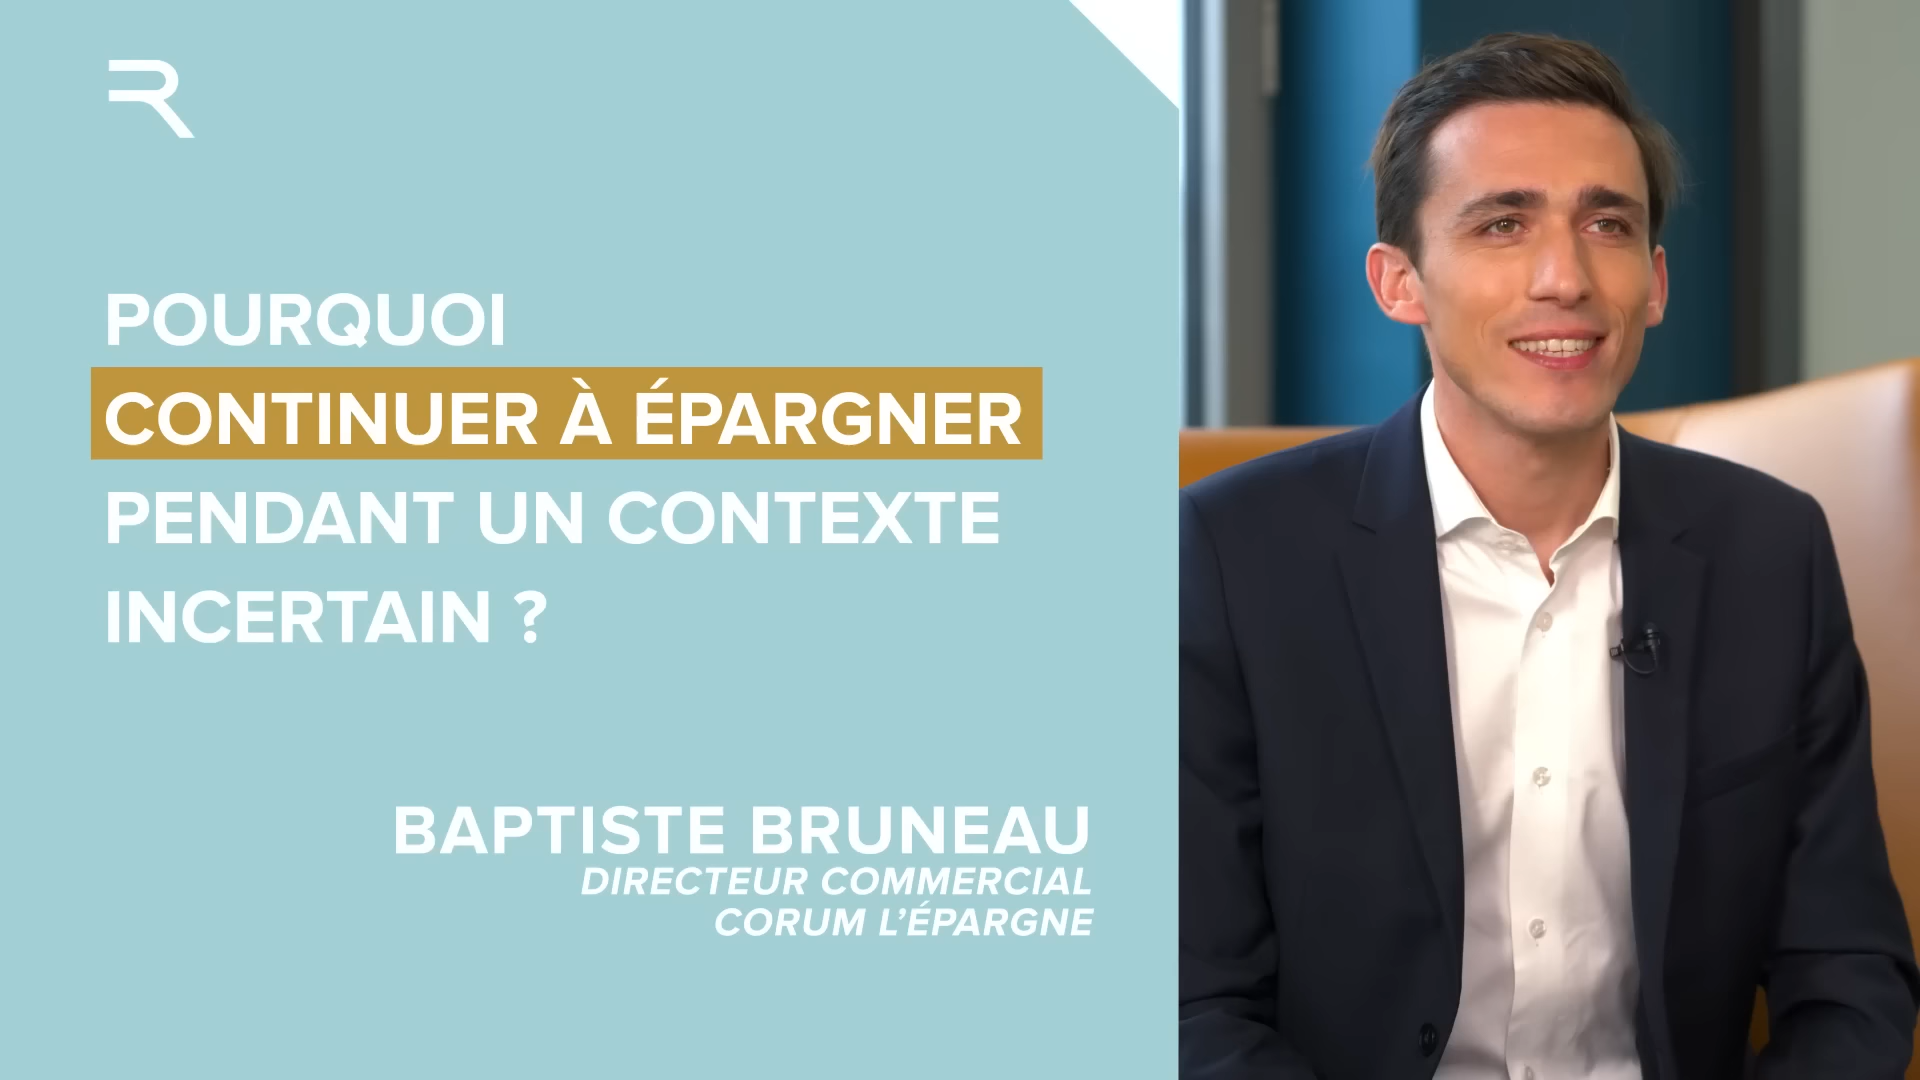 POURQUOI
CONTINUER À ÉPARGNER
PENDANT UN CONTEXTE
INCERTAIN ?
BAPTISTE BRUNEAU
DIRECTEUR COMMERCIAL
CORUM L'ÉPARGNE